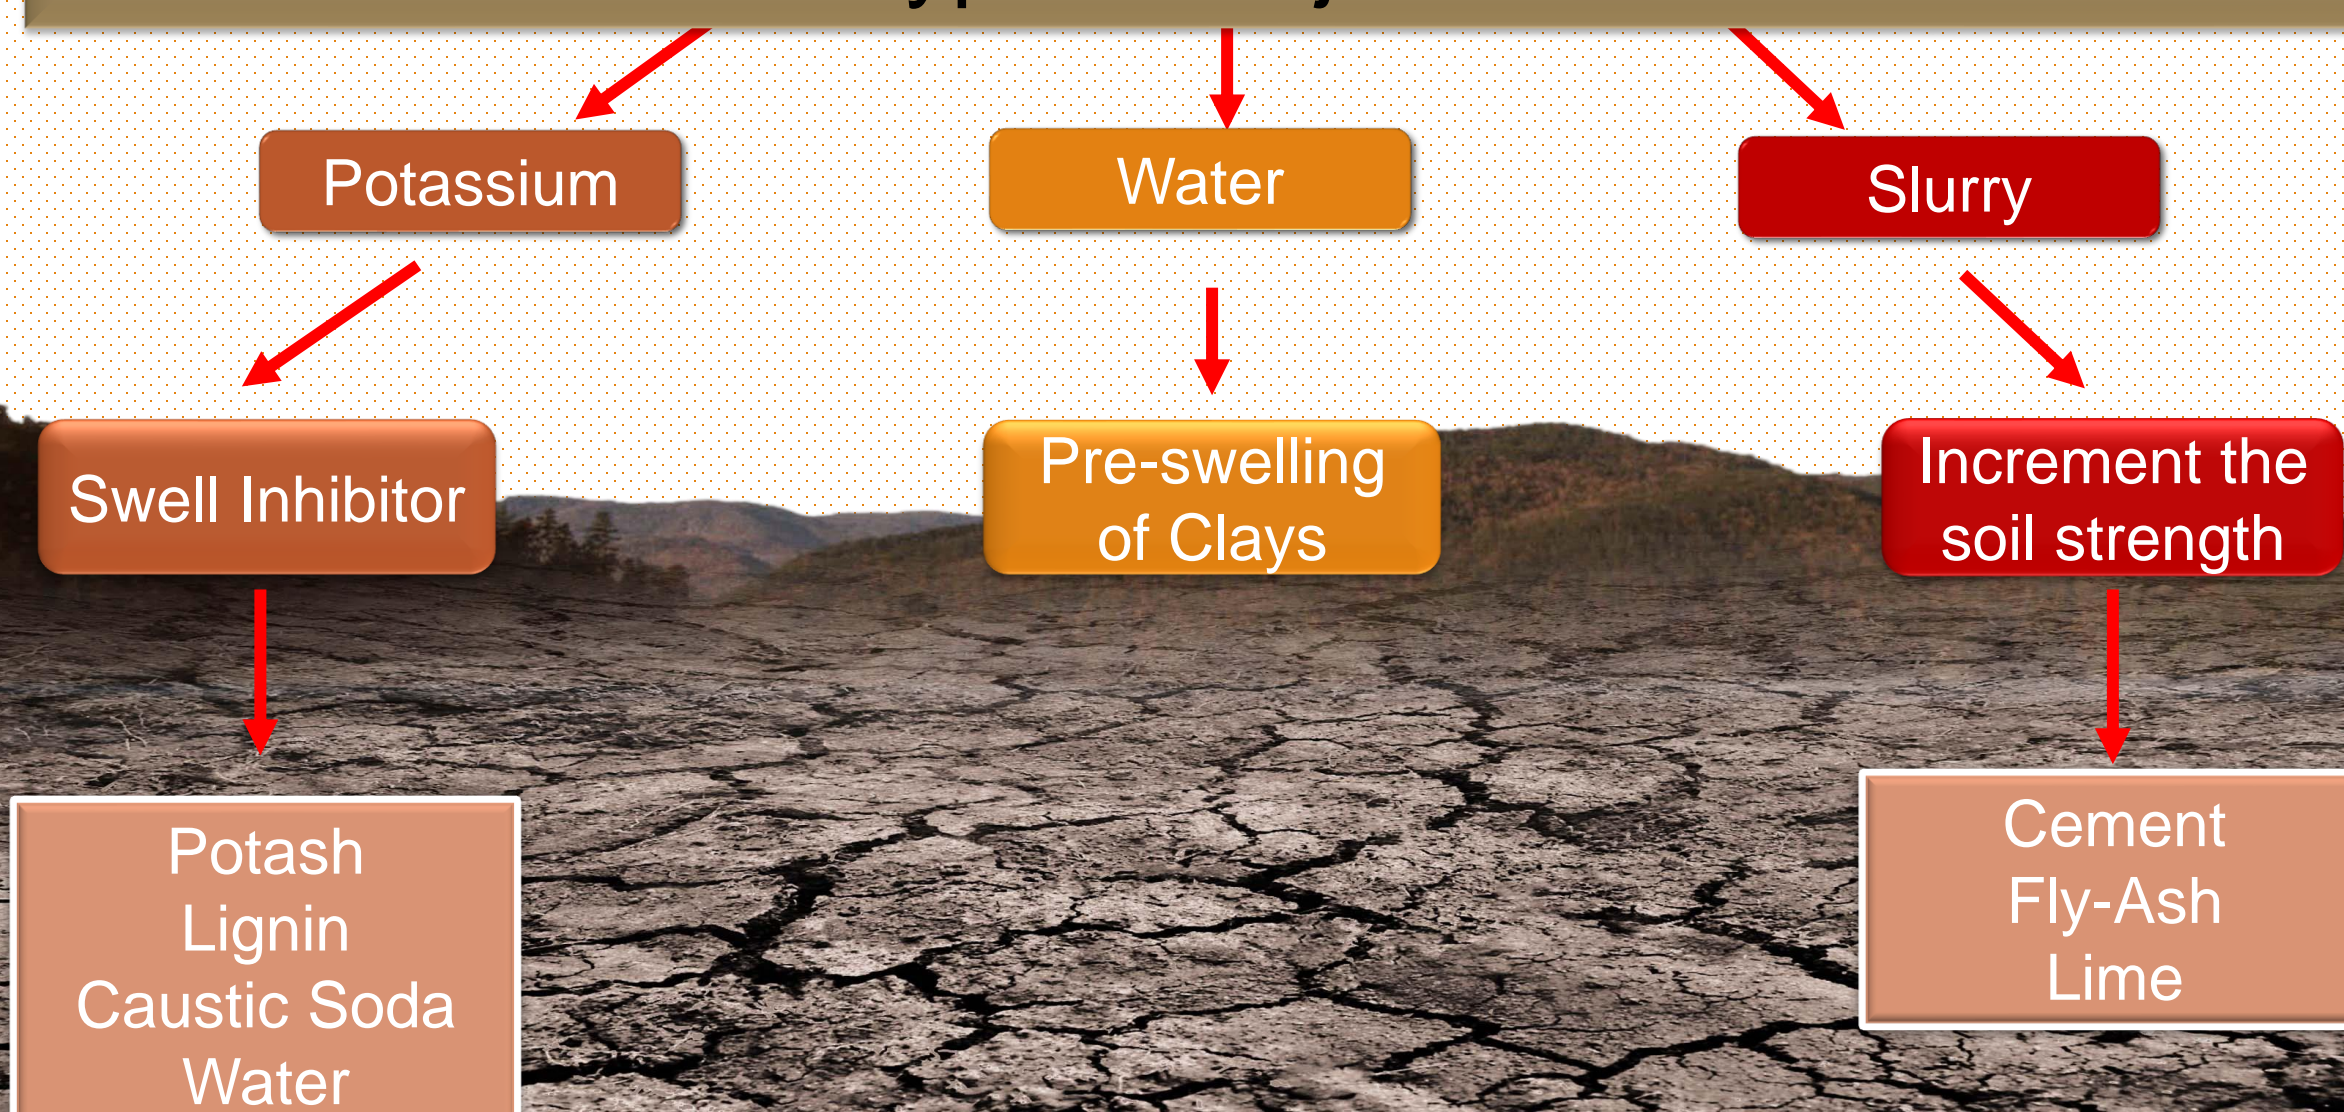 Potassium
Water
Slurry
Swell Inhibitor
Pre-swelling
of Clays
Increment the
soil strength
Potash
Lignin
Caustic Soda
Water
Cement
Fly-Ash
Lime